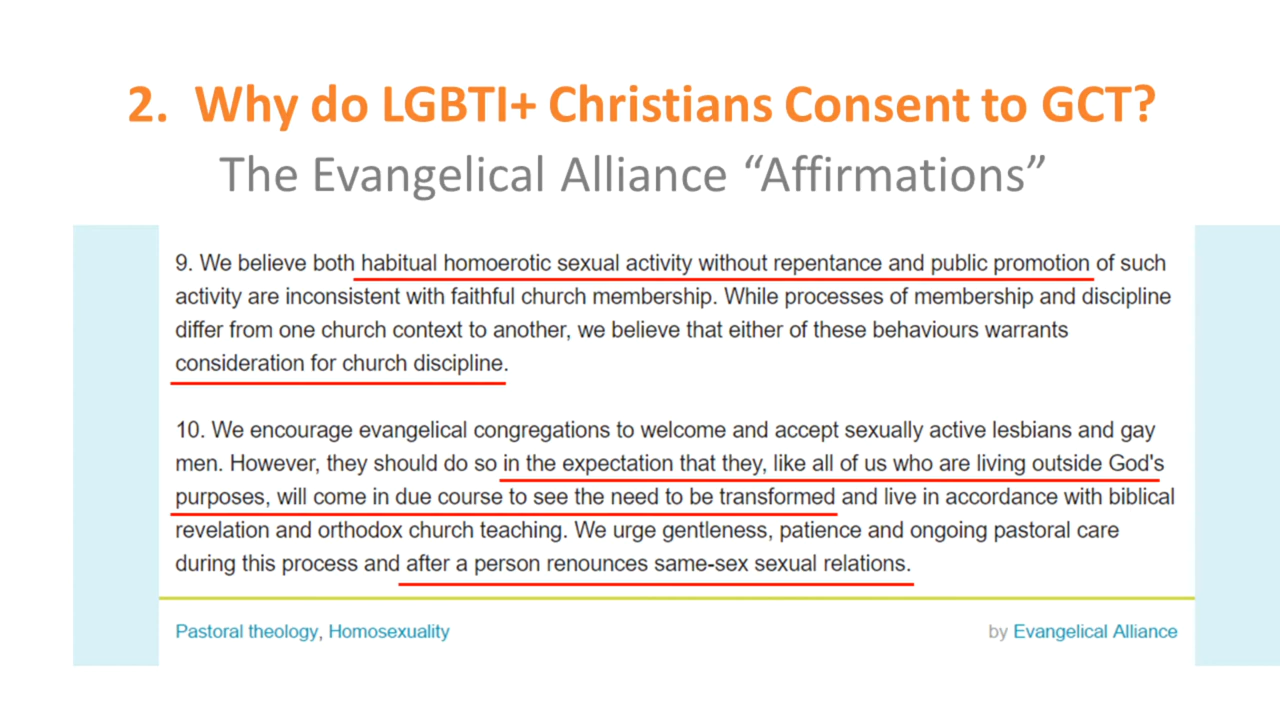 2. Why do LGBTI+ Christians Consent to GCT?
The Evangelical Alliance “Affirmations”
9. We believe both habitual homoerotic sexual activity without repentance and public promotion of such
activity are inconsistent with faithful church membership. While processes of membership and discipline
differ from one church context to another, we believe that either of these behaviours warrants
consideration for church discipline.
10. We encourage evangelical congregations to welcome and accept sexually active lesbians and gay
men. However, they should do so in the expectation that they, like all of us who are living outside God's
purposes, will come in due course to see the need to be transformed and live in accordance with biblical
revelation and orthodox church teaching. We urge gentleness, patience and ongoing pastoral care
during this process and after a person renounces same-sex sexual relations.
Pastoral theology, Homosexuality by Evangelical Alliance